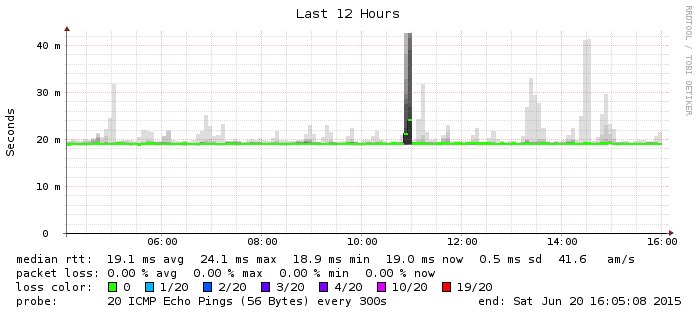 Last 12 Hours
RRDTOOL / TOBI OETIKER
Seconds
40 m
30 m
20 m
10 m
0
06:00 08:00 10:00 12:00 14:00 16:00
median rtt: 19.1 ms avg 24.1 ms max 18.9 ms min 19.0 ms now 0.5 ms sd 41.6 am/s
packet loss: 0.00 % avg 0.00 % max 0.00 % min 0.00 % now
loss color: 0 1/20 2/20 3/20 4/20 10/20 19/20
probe: 20 ICMP Echo Pings (56 Bytes) every 300s end: Sat Jun 20 16:05:08 2015